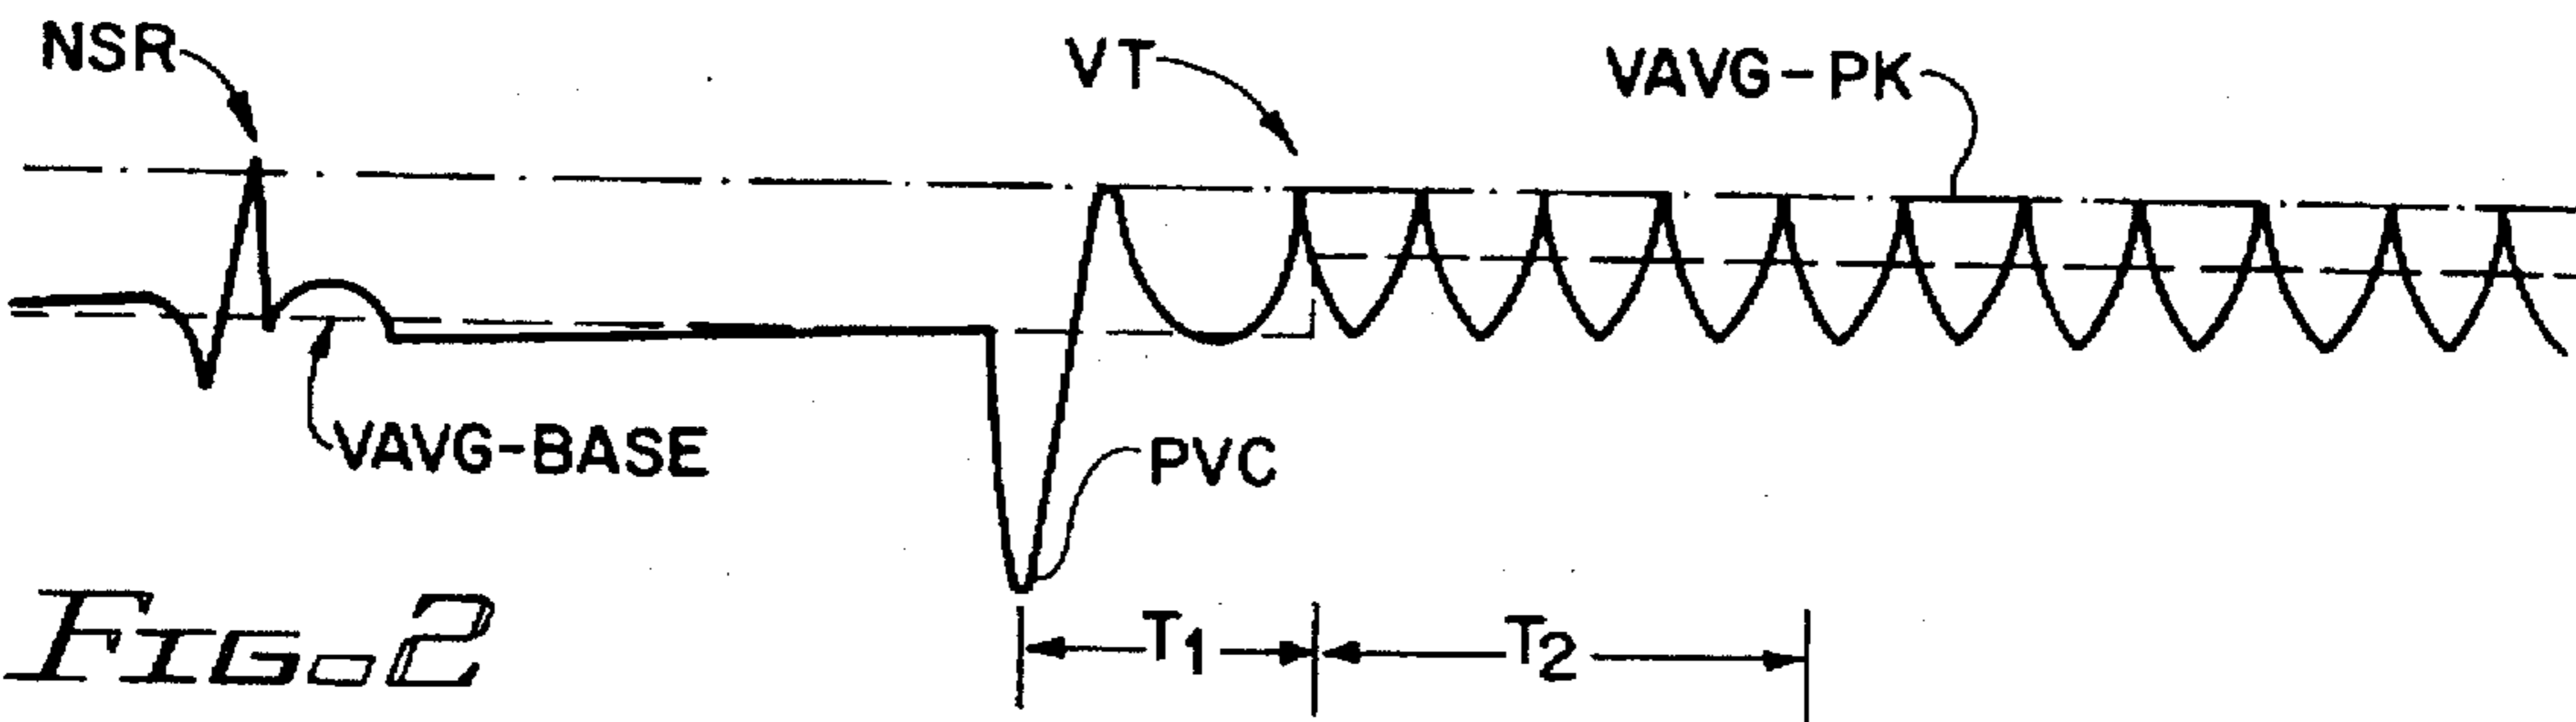 NSR
VT
VAVG-PK
VAVG-BASE
PVC
T1
T2
FIG. 2